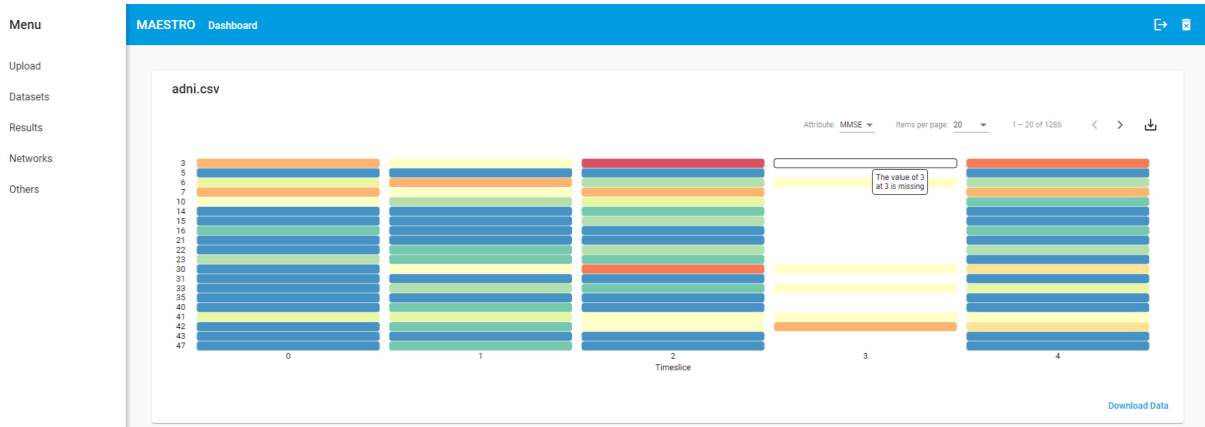 Menu
Upload
Datasets
Results
Networks
Others
MAESTRO Dashboard
adni.csv
Attribute: MMSE Items per page: 20 1 – 20 of 1286
3
5
6
7
10
14
15
16
21
22
23
30
31
33
35
40
41
42
43
47
The value of 3
at 3 is missing
0 1 2 3 4
Timeslice
Download Data